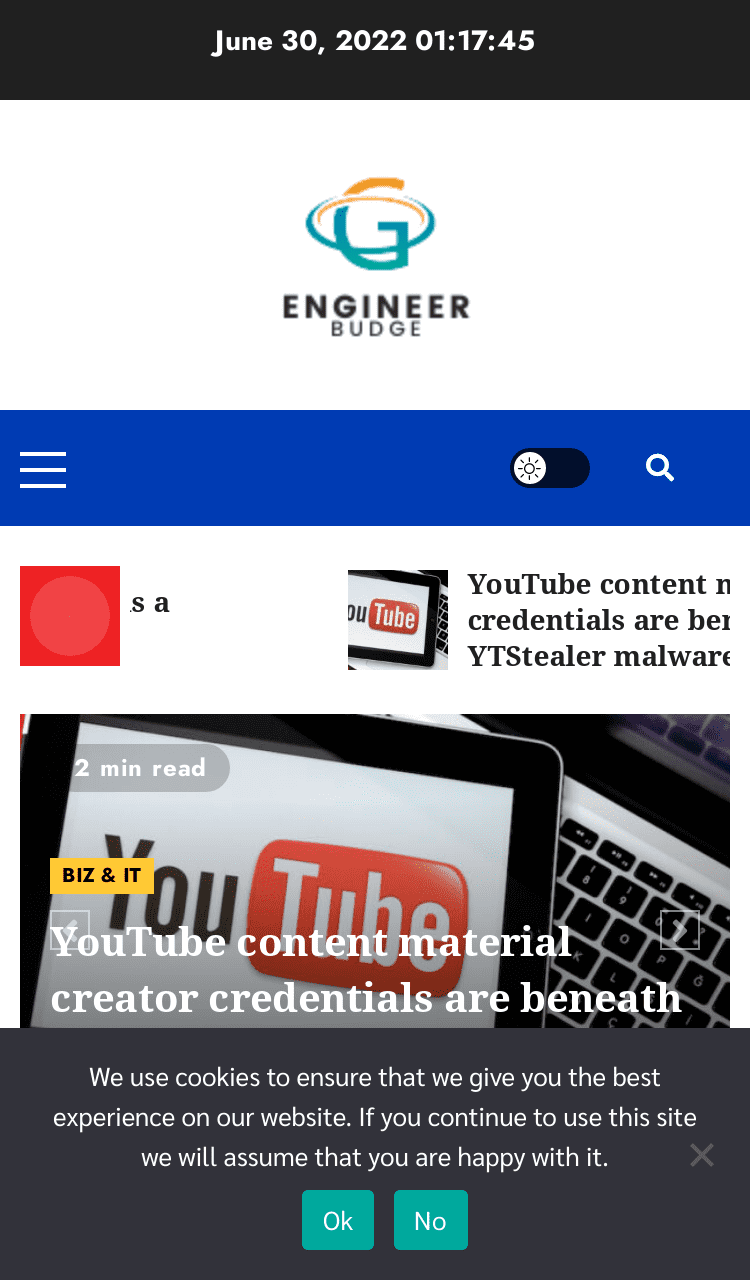 June 30, 2022 01:17:45
ENGINEER
BUDGE
s a
YouTube content
credentials are
YTStealer malware
2 min read
BIZ & IT
YouTube content material
creator credentials are beneath
We use cookies to ensure that we give you the best
experience on our website. If you continue to use this site
we will assume that you are happy with it.
Ok
No